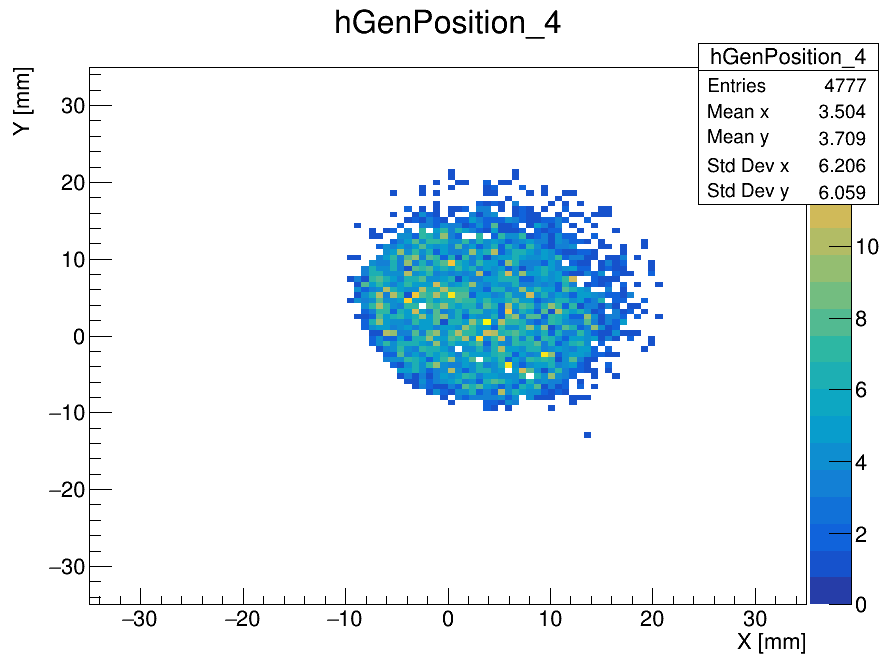 hGenPosition_4
hGenPosition_4
Entries 4777
Mean x 3.504
Mean y 3.709
Std Dev x 6.206
Std Dev y 6.059
Y [mm]
30
20
10
0
−10
−20
−30
−30 −20 −10 0 10 20 30
X [mm]
10
8
6
4
2
0